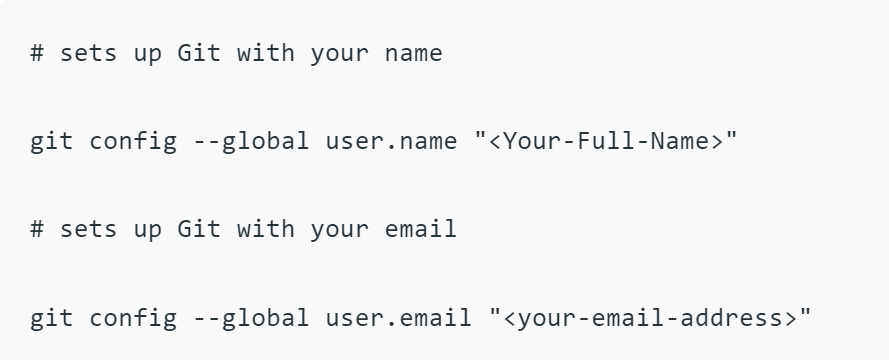 # sets up Git with your name
git config --global user.name "<Your-Full-Name>"
# sets up Git with your email
git config --global user.email "<your-email-address>"